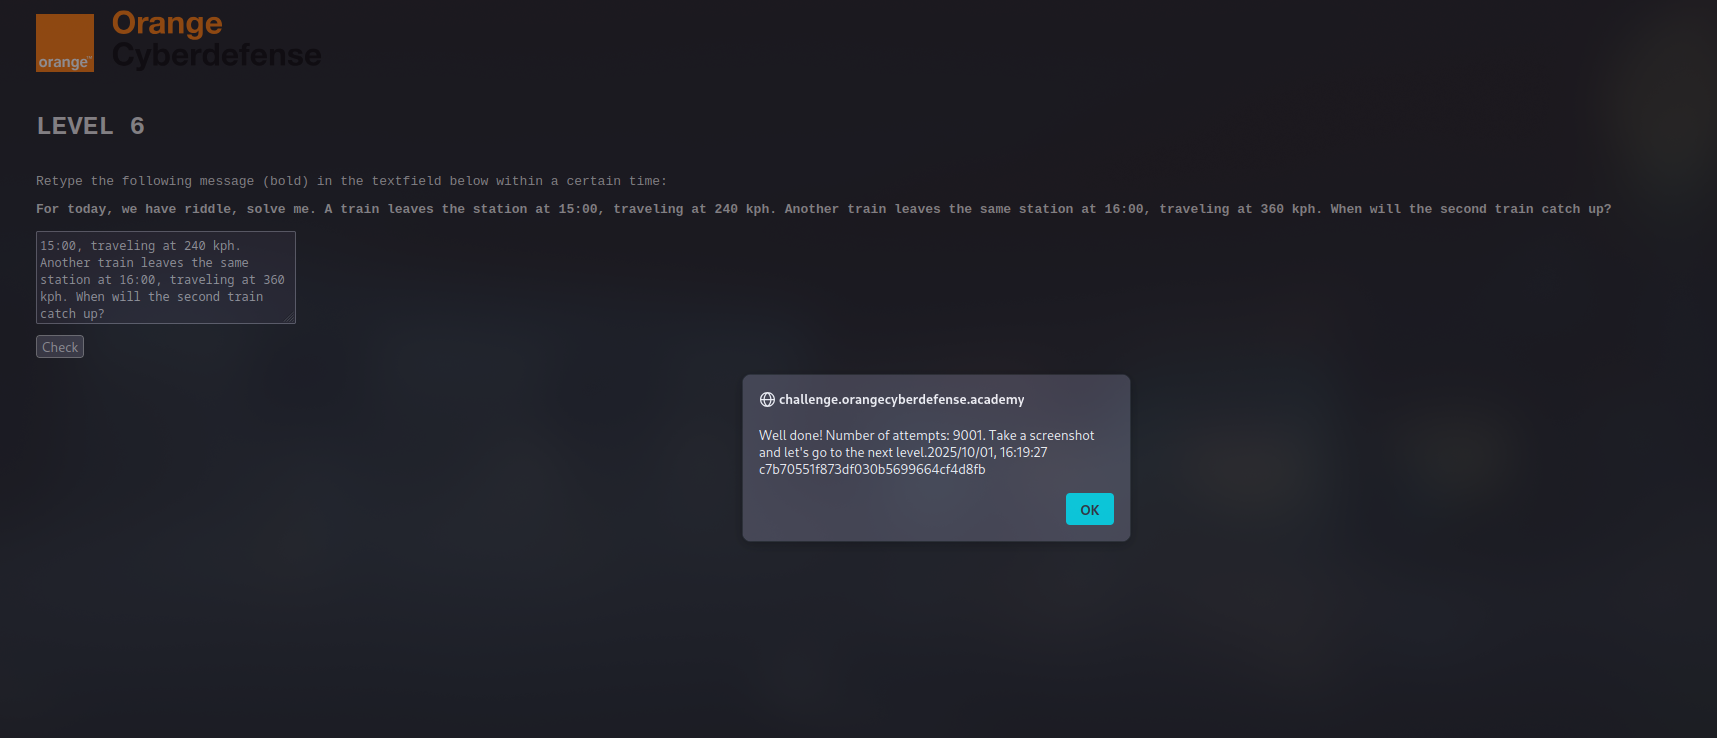 orange™
Orange
Cyberdefense
LEVEL 6
Retype the following message (bold) in the textfield below within a certain time:
For today, we have riddle, solve me. A train leaves the station at 15:00, traveling at 240 kph. Another train leaves the same station at 16:00, traveling at 360 kph. When will the second train catch up?
15:00, traveling at 240 kph.
Another train leaves the same
station at 16:00, traveling at 360
kph. When will the second train
catch up?
Check
challenge.orangecyberdefense.academy
Well done! Number of attempts: 9001. Take a screenshot
and let's go to the next level.2025/10/01, 16:19:27
c7b70551f873df030b5699664cf4d8fb
OK